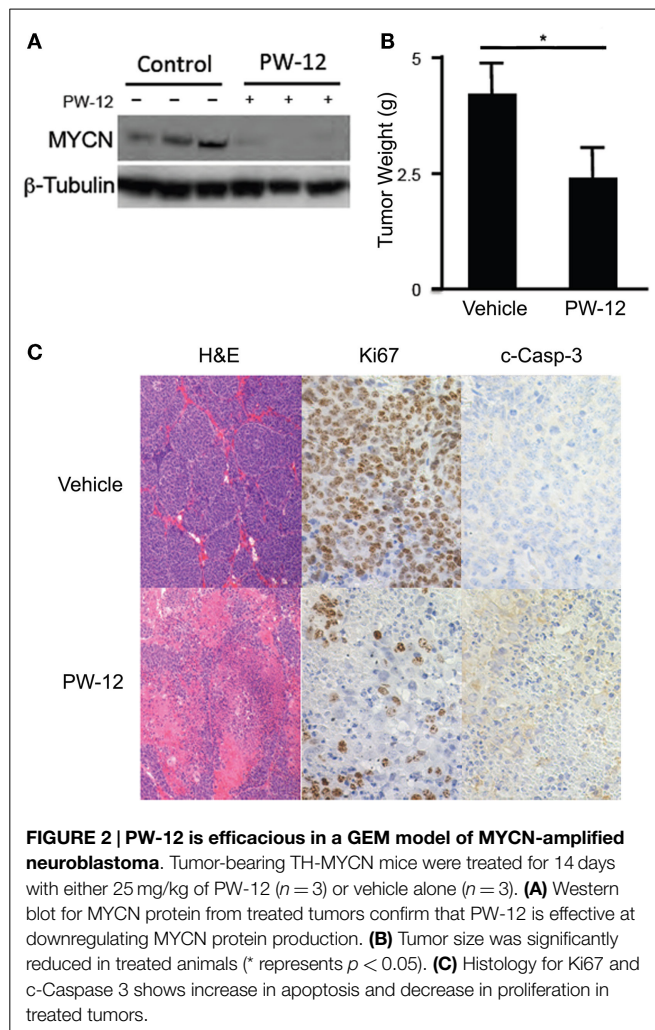 A
Control PW-12
PW-12 – – – + + +
MYCN
β-Tubulin
B
*
5
2.5
0
Tumor Weight (g)
Vehicle PW-12
C
H&E Ki67 c-Casp-3
Vehicle
PW-12
FIGURE 2 | PW-12 is efficacious in a GEM model of MYCN-amplified
neuroblastoma. Tumor-bearing TH-MYCN mice were treated for 14 days
with either 25 mg/kg of PW-12 (n = 3) or vehicle alone (n = 3). (A) Western
blot for MYCN protein from treated tumors confirm that PW-12 is effective at
downregulating MYCN protein production. (B) Tumor size was significantly
reduced in treated animals (* represents p < 0.05). (C) Histology for Ki67 and
c-Caspase 3 shows increase in apoptosis and decrease in proliferation in
treated tumors.